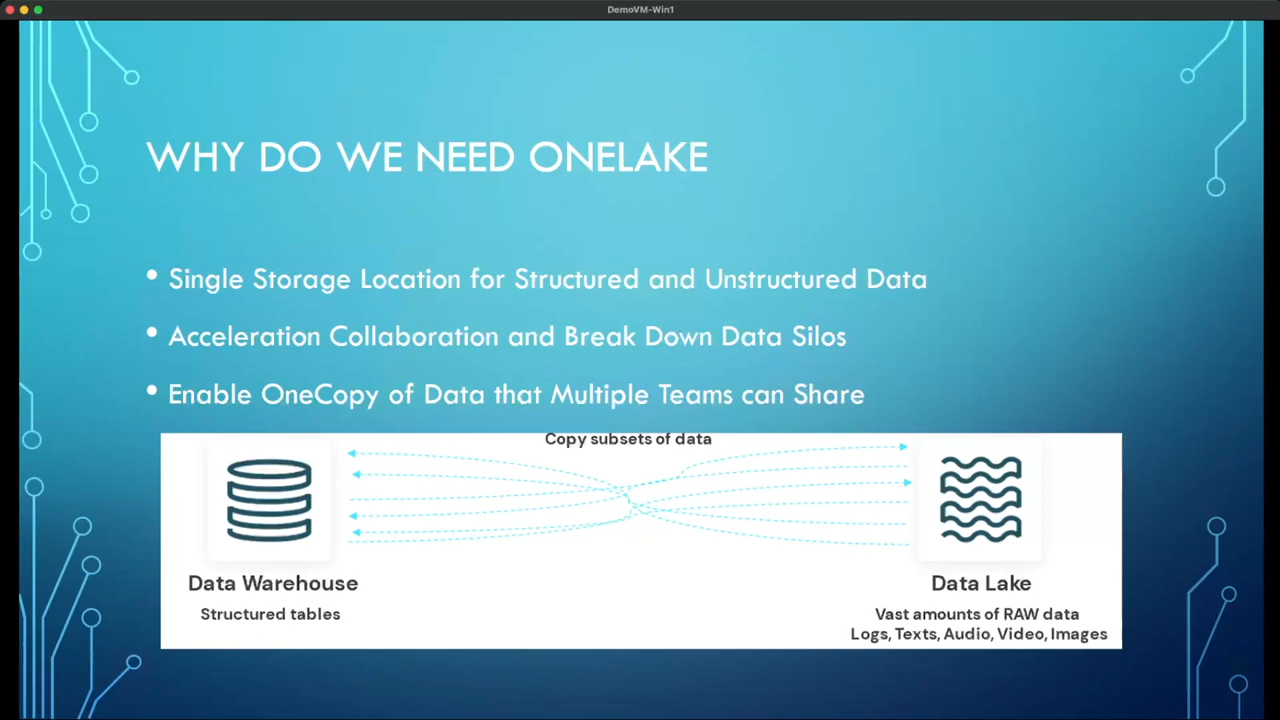 DemoVM-Win1
WHY DO WE NEED ONELAKE
• Single Storage Location for Structured and Unstructured Data
• Acceleration Collaboration and Break Down Data Silos
• Enable OneCopy of Data that Multiple Teams can Share
Copy subsets of data
Data Warehouse
Structured tables
Data Lake
Vast amounts of RAW data
Logs, Texts, Audio, Video, Images